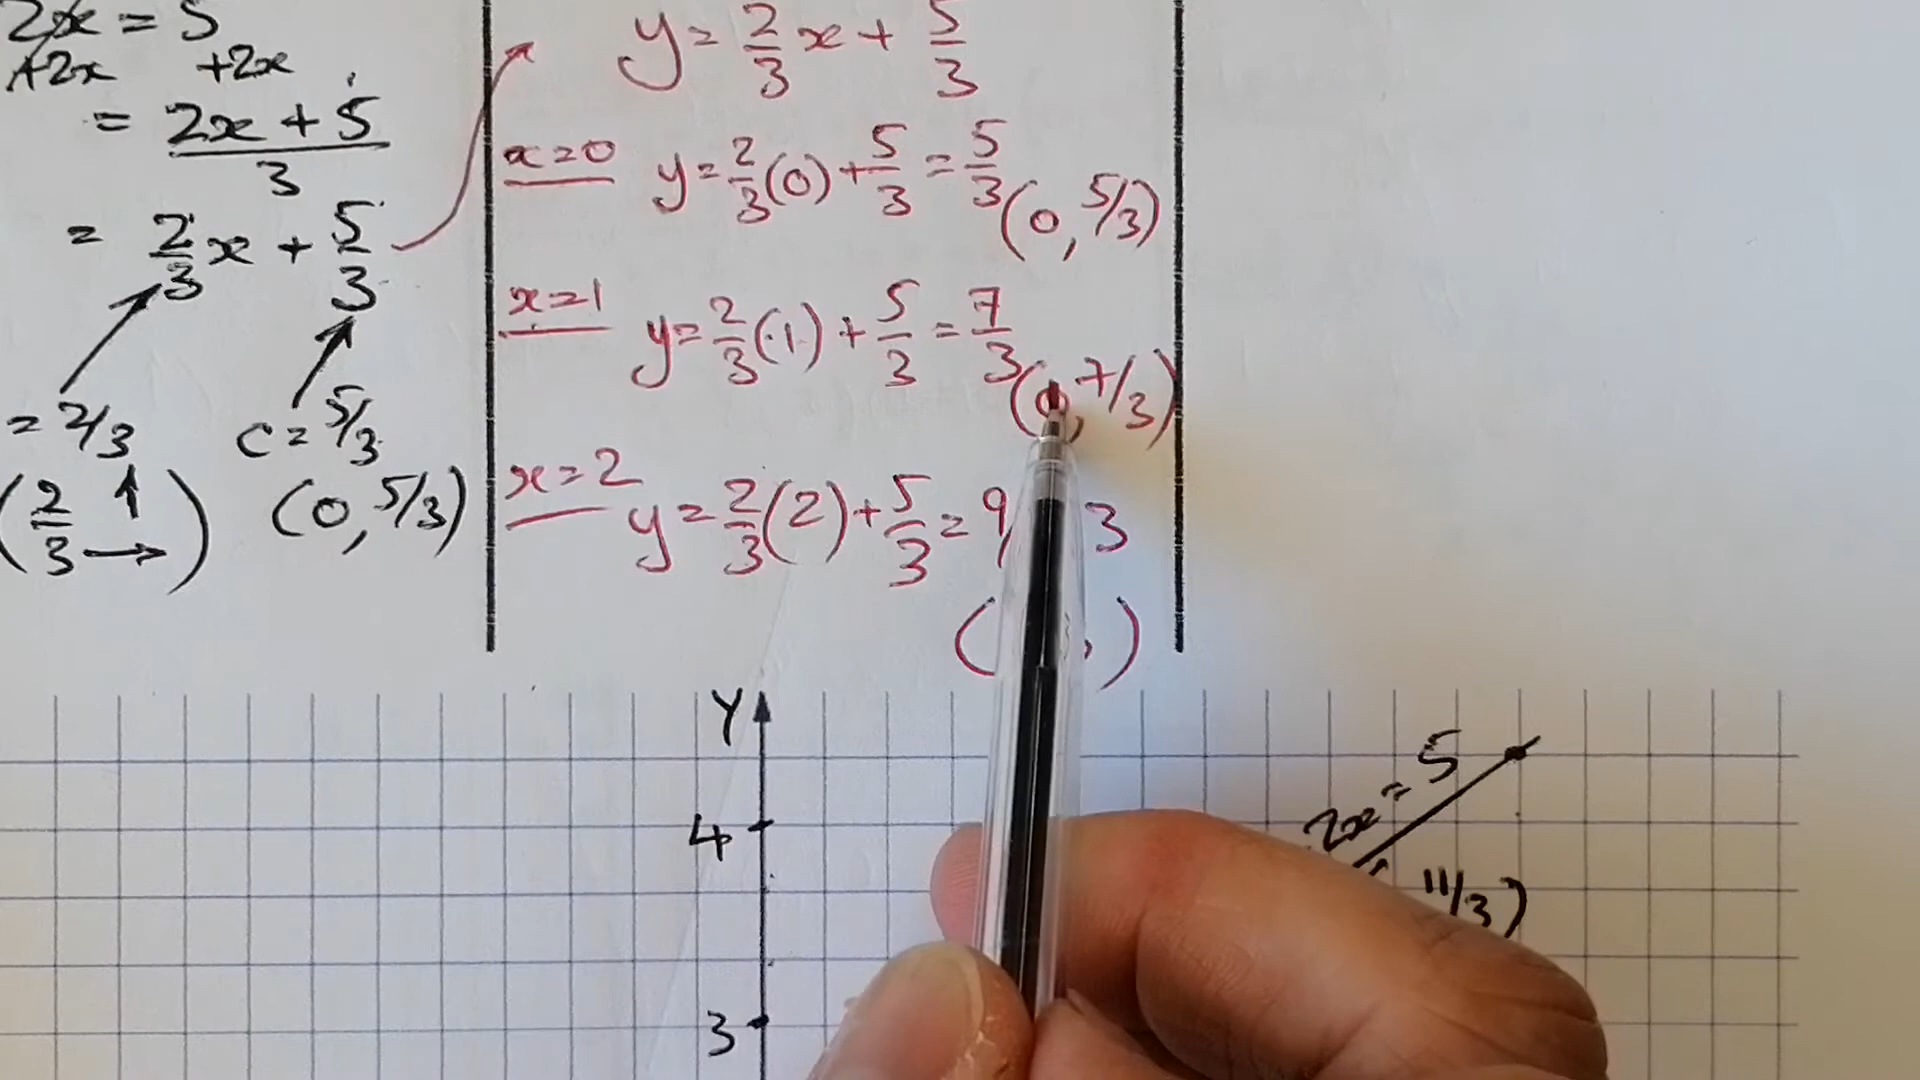 2x = 5
+2x +2x
= 2x + 5
3
= 2/3 x + 5/3
= 2/3 c = 5/3
(2/3 ↑ →) (0, 5/3)
y = 2/3 x + 5/3
x=0 y = 2/3 (0) + 5/3 = 5/3
(0, 5/3)
x=1 y = 2/3 (1) + 5/3 = 7/3
(0, 7/3)
x=2 y = 2/3 (2) + 5/3 = 9/ 3
( , )
Y
4
3
2x = 5
11/3)